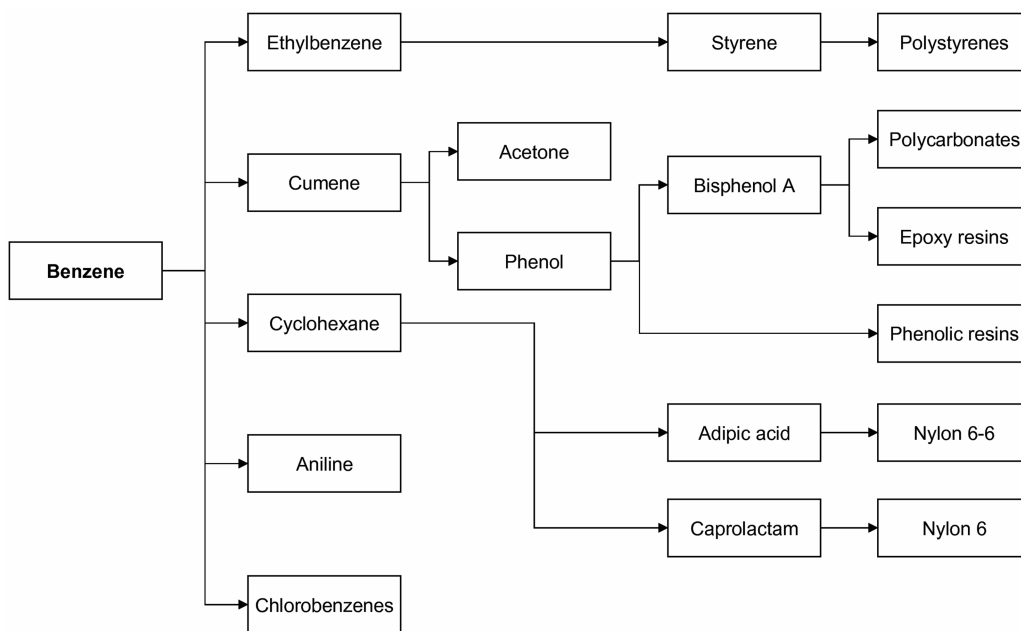 Ethylbenzene
Styrene
Polystyrenes
Polycarbonates
Acetone
Cumene
Bisphenol A
Epoxy resins
Phenol
Benzene
Cyclohexane
Phenolic resins
Adipic acid
Nylon 6-6
Aniline
Caprolactam
Nylon 6
Chlorobenzenes